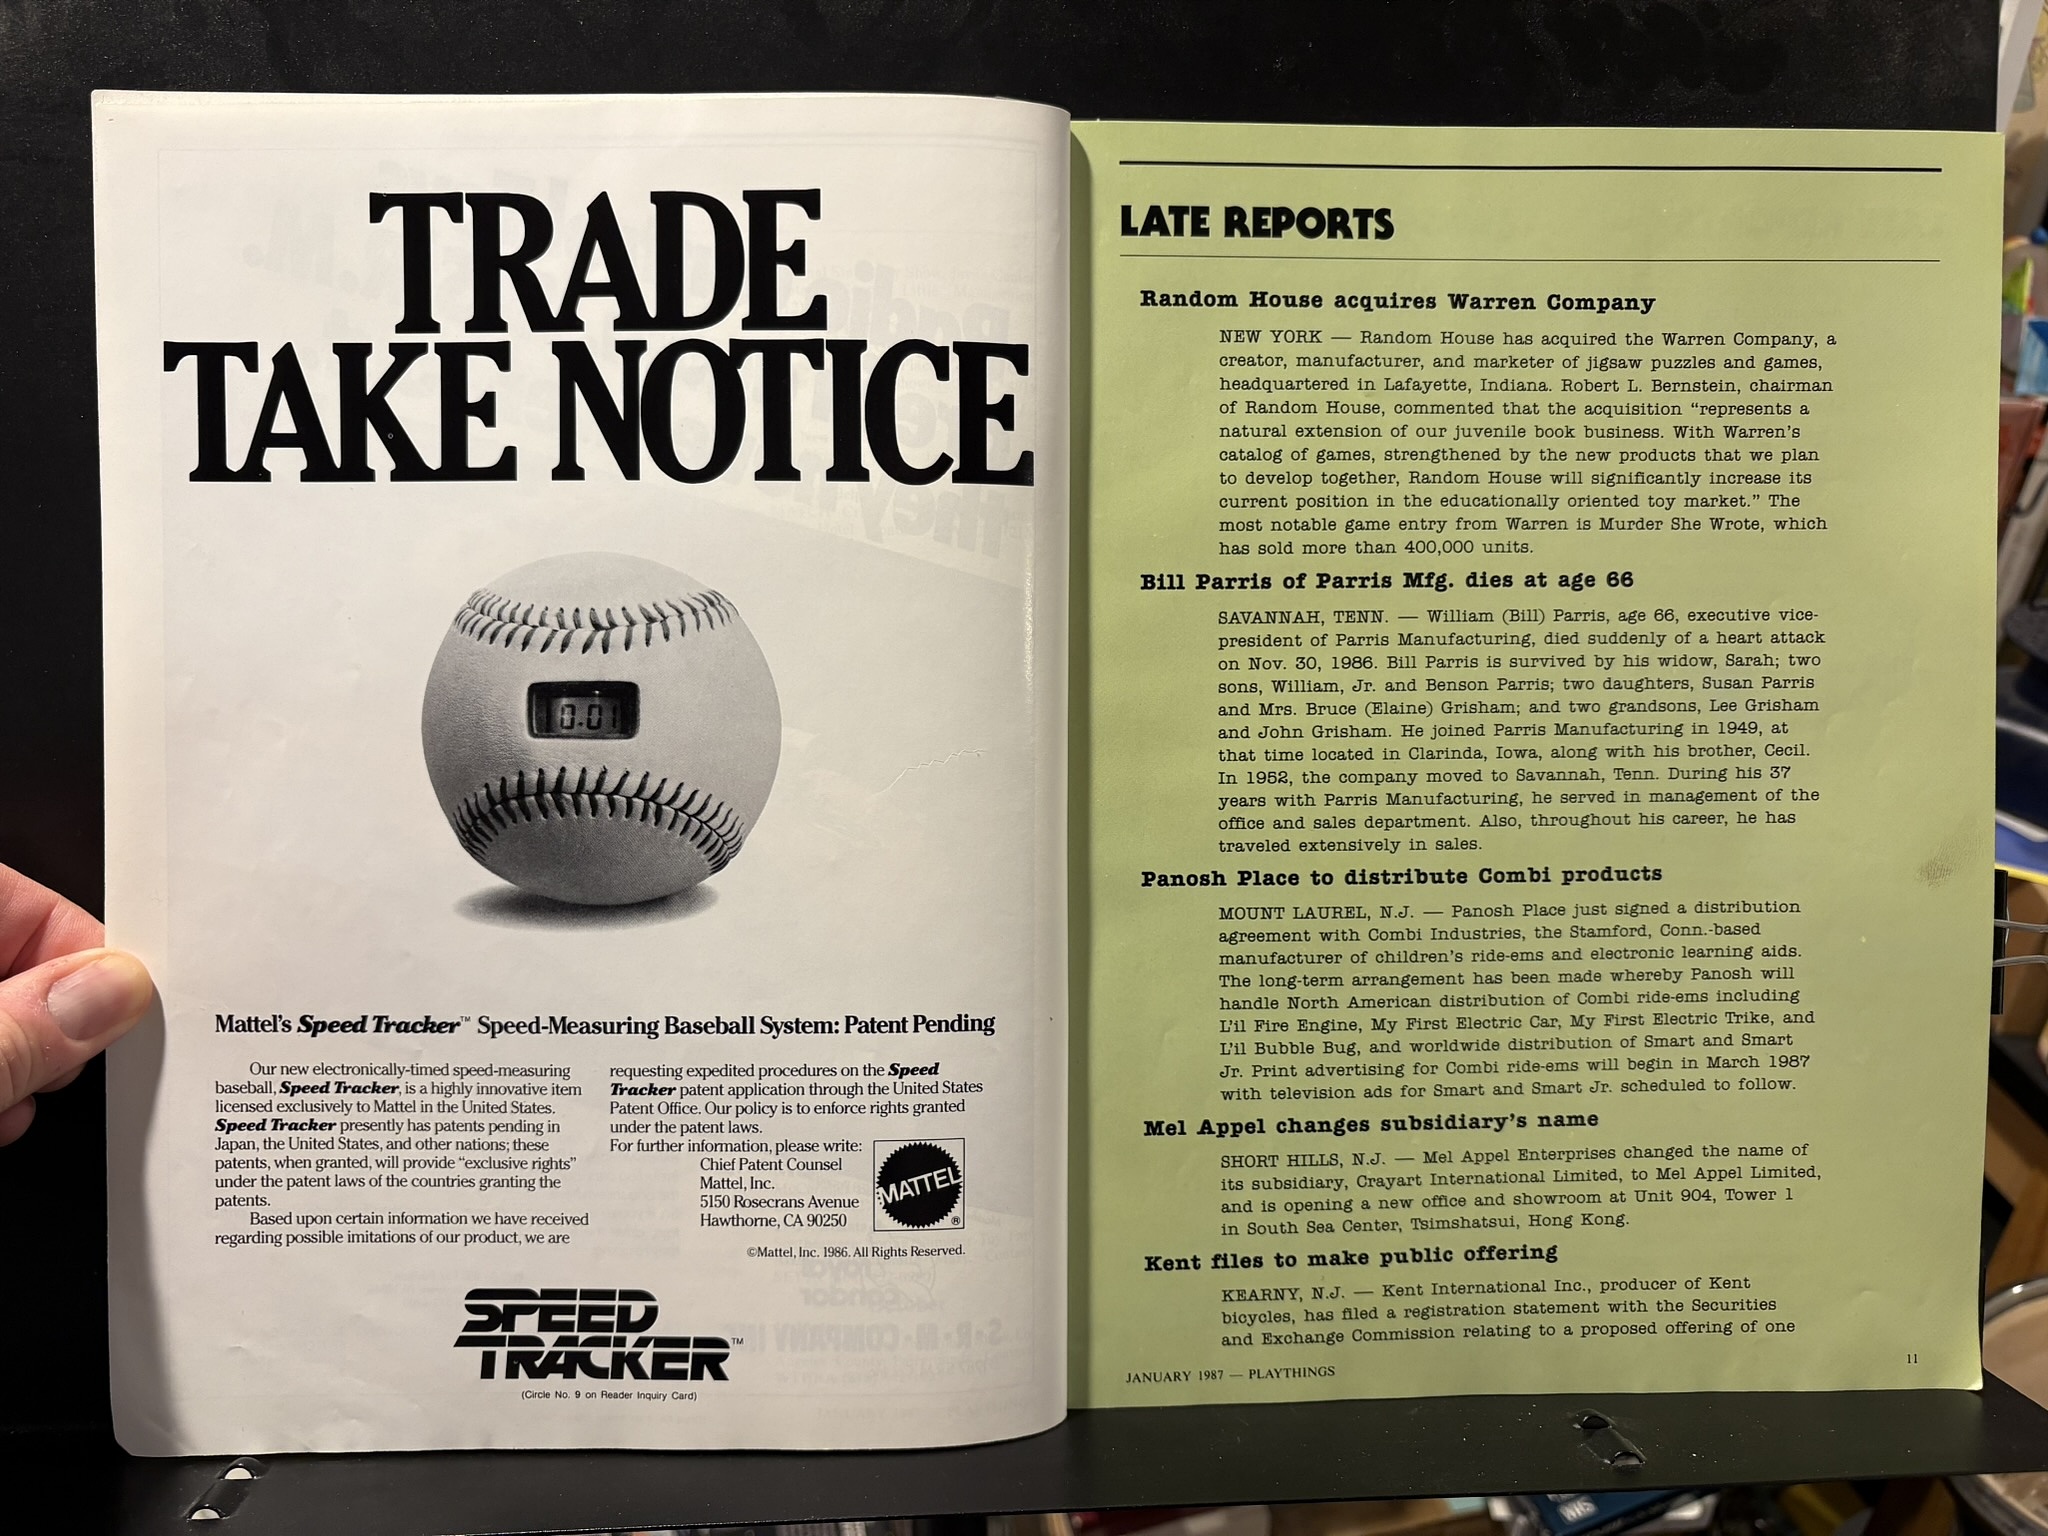 TRADE
TAKE NOTICE
0.01
Mattel's Speed Tracker™ Speed-Measuring Baseball System: Patent Pending
Our new electronically-timed speed-measuring
baseball, Speed Tracker, is a highly innovative item
licensed exclusively to Mattel in the United States.
Speed Tracker presently has patents pending in
Japan, the United States, and other nations; these
patents, when granted, will provide "exclusive rights"
under the patent laws of the countries granting the
patents.
Based upon certain information we have received
regarding possible imitations of our product, we are
requesting expedited procedures on the Speed
Tracker patent application through the United States
Patent Office. Our policy is to enforce rights granted
under the patent laws.
For further information, please write:
Chief Patent Counsel
Mattel, Inc.
5150 Rosecrans Avenue
Hawthorne, CA 90250
MATTEL®
©Mattel, Inc. 1986. All Rights Reserved.
SPEED
TRACKER™
(Circle No. 9 on Reader Inquiry Card)
LATE REPORTS
Random House acquires Warren Company
NEW YORK — Random House has acquired the Warren Company, a
creator, manufacturer, and marketer of jigsaw puzzles and games,
headquartered in Lafayette, Indiana. Robert L. Bernstein, chairman
of Random House, commented that the acquisition "represents a
natural extension of our juvenile book business. With Warren's
catalog of games, strengthened by the new products that we plan
to develop together, Random House will significantly increase its
current position in the educationally oriented toy market." The
most notable game entry from Warren is Murder She Wrote, which
has sold more than 400,000 units.
Bill Parris of Parris Mfg. dies at age 66
SAVANNAH, TENN. — William (Bill) Parris, age 66, executive vice-
president of Parris Manufacturing, died suddenly of a heart attack
on Nov. 30, 1986. Bill Parris is survived by his widow, Sarah; two
sons, William, Jr. and Benson Parris; two daughters, Susan Parris
and Mrs. Bruce (Elaine) Grisham; and two grandsons, Lee Grisham
and John Grisham. He joined Parris Manufacturing in 1949, at
that time located in Clarinda, Iowa, along with his brother, Cecil.
In 1952, the company moved to Savannah, Tenn. During his 37
years with Parris Manufacturing, he served in management of the
office and sales department. Also, throughout his career, he has
traveled extensively in sales.
Panosh Place to distribute Combi products
MOUNT LAUREL, N.J. — Panosh Place just signed a distribution
agreement with Combi Industries, the Stamford, Conn.-based
manufacturer of children's ride-ems and electronic learning aids.
The long-term arrangement has been made whereby Panosh will
handle North American distribution of Combi ride-ems including
L'il Fire Engine, My First Electric Car, My First Electric Trike, and
L'il Bubble Bug, and worldwide distribution of Smart and Smart
Jr. Print advertising for Combi ride-ems will begin in March 1987
with television ads for Smart and Smart Jr. scheduled to follow.
Mel Appel changes subsidiary's name
SHORT HILLS, N.J. — Mel Appel Enterprises changed the name of
its subsidiary, Crayart International Limited, to Mel Appel Limited,
and is opening a new office and showroom at Unit 904, Tower 1
in South Sea Center, Tsimshatsui, Hong Kong.
Kent files to make public offering
KEARNY, N.J. — Kent International Inc., producer of Kent
bicycles, has filed a registration statement with the Securities
and Exchange Commission relating to a proposed offering of one
JANUARY 1987 — PLAYTHINGS
11